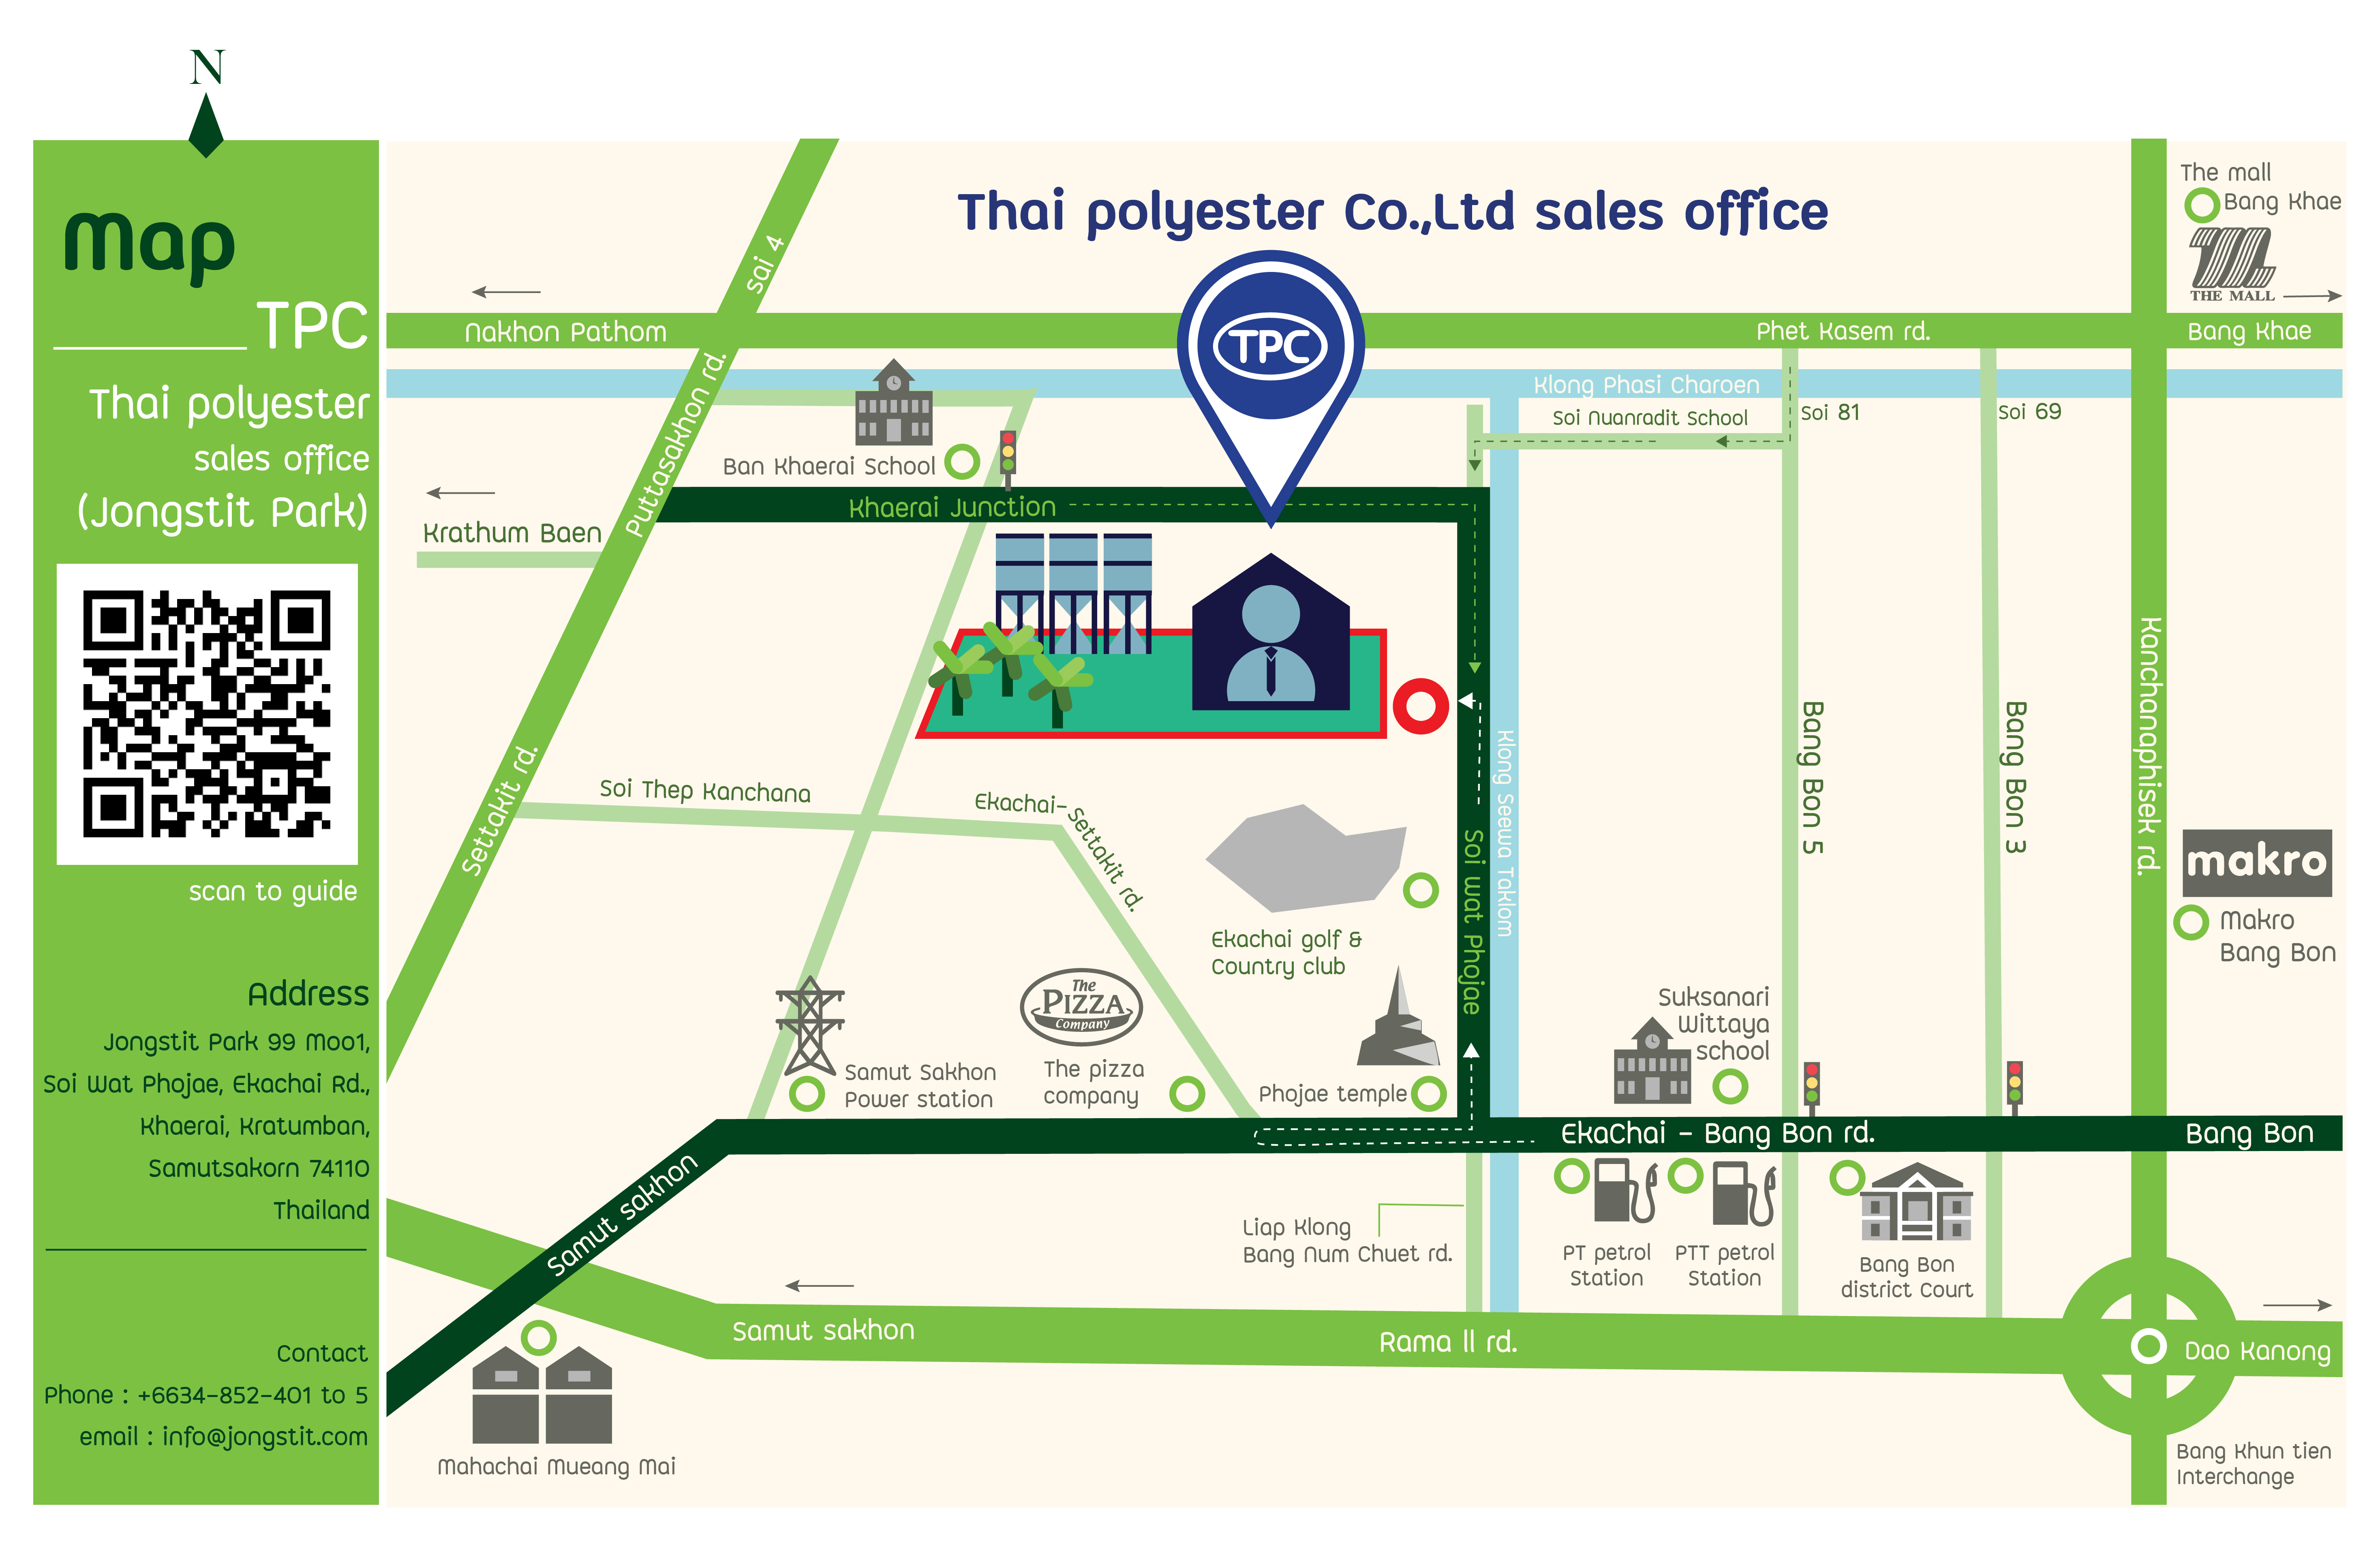 N
Map
TPC
Thai polyester
sales office
(Jongstit Park)
scan to guide
Address
Jongstit Park 99 Moo1,
Soi Wat Phojae, Ekachai Rd.,
Khaerai, Kratumban,
Samutsakorn 74110
Thailand
Contact
Phone : +6634-852-401 to 5
email : info@jongstit.com
Thai polyester Co.,Ltd sales office
The mall
Bang Khae
THE MALL
sai 4
Nakhon Pathom
TPC
Phet Kasem rd.
Bang Khae
Klong Phasi Charoen
Soi Nuanradit School
Soi 81
Soi 69
Puttasakhon rd.
Ban Khaerai School
Khaerai Junction
Krathum Baen
Settakit rd.
Soi Thep Kanchana
Ekachai-Settakit rd.
Soi wat Phojae
Klong Seewa Taklom
Bang Bon 5
Bang Bon 3
Kanchanaphisek rd.
makro
Makro
Bang Bon
Ekachai golf &
Country club
The
PIZZA
Company
The pizza
company
Samut Sakhon
Power station
Phojae temple
Suksanari
Wittaya
school
EkaChai - Bang Bon rd.
Bang Bon
Samut sakhon
Liap Klong
Bang Num Chuet rd.
PT petrol
Station
PTT petrol
Station
Bang Bon
district Court
Samut sakhon
Rama ll rd.
Dao Kanong
Mahachai Mueang Mai
Bang Khun tien
Interchange